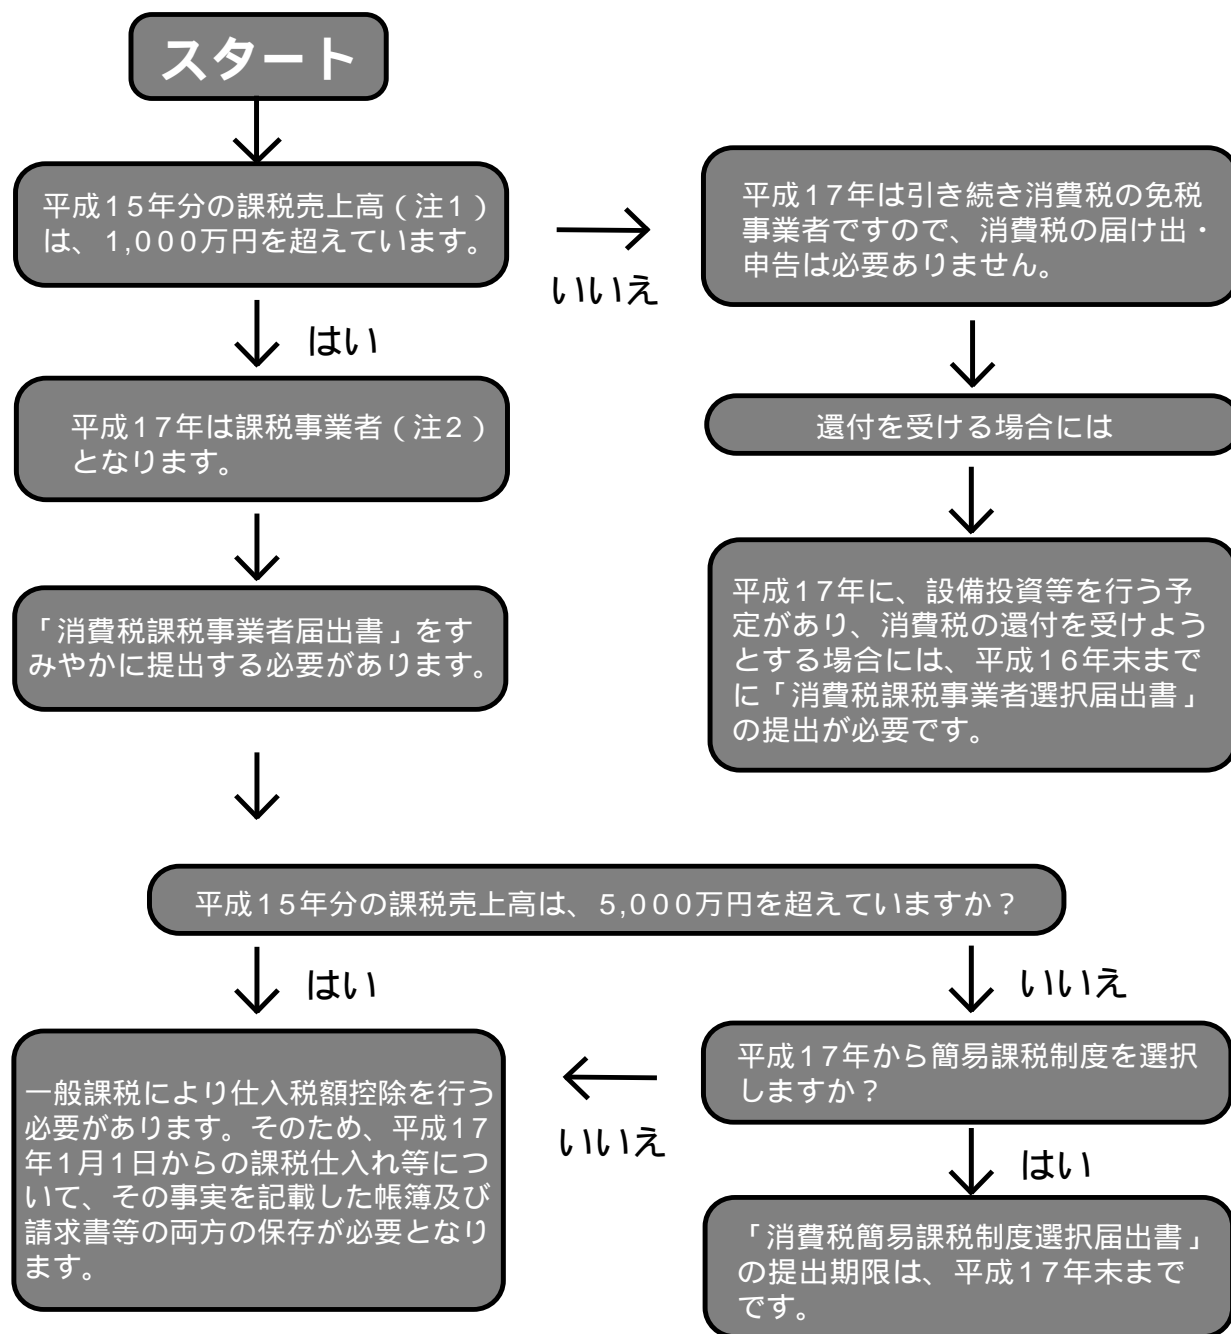 スタート
平成15年分の課税売上高（注1）
は、1,000万円を超えています。
いいえ
平成17年は引き続き消費税の免税
事業者ですので、消費税の届け出・
申告は必要ありません。
はい
平成17年は課税事業者（注2）
となります。
還付を受ける場合には
「消費税課税事業者届出書」をす
みやかに提出する必要があります。
平成17年に、設備投資等を行う予
定があり、消費税の還付を受けよう
とする場合には、平成16年末まで
に「消費税課税事業者選択届出書」
の提出が必要です。
平成15年分の課税売上高は、5,000万円を超えていますか？
はい
いいえ
一般課税により仕入税額控除を行う
必要があります。そのため、平成17
年1月1日からの課税仕入れ等につ
いて、その事実を記載した帳簿及び
請求書等の両方の保存が必要となり
ます。
平成17年から簡易課税制度を選択
しますか？
いいえ
はい
「消費税簡易課税制度選択届出書」
の提出期限は、平成17年末まで
です。